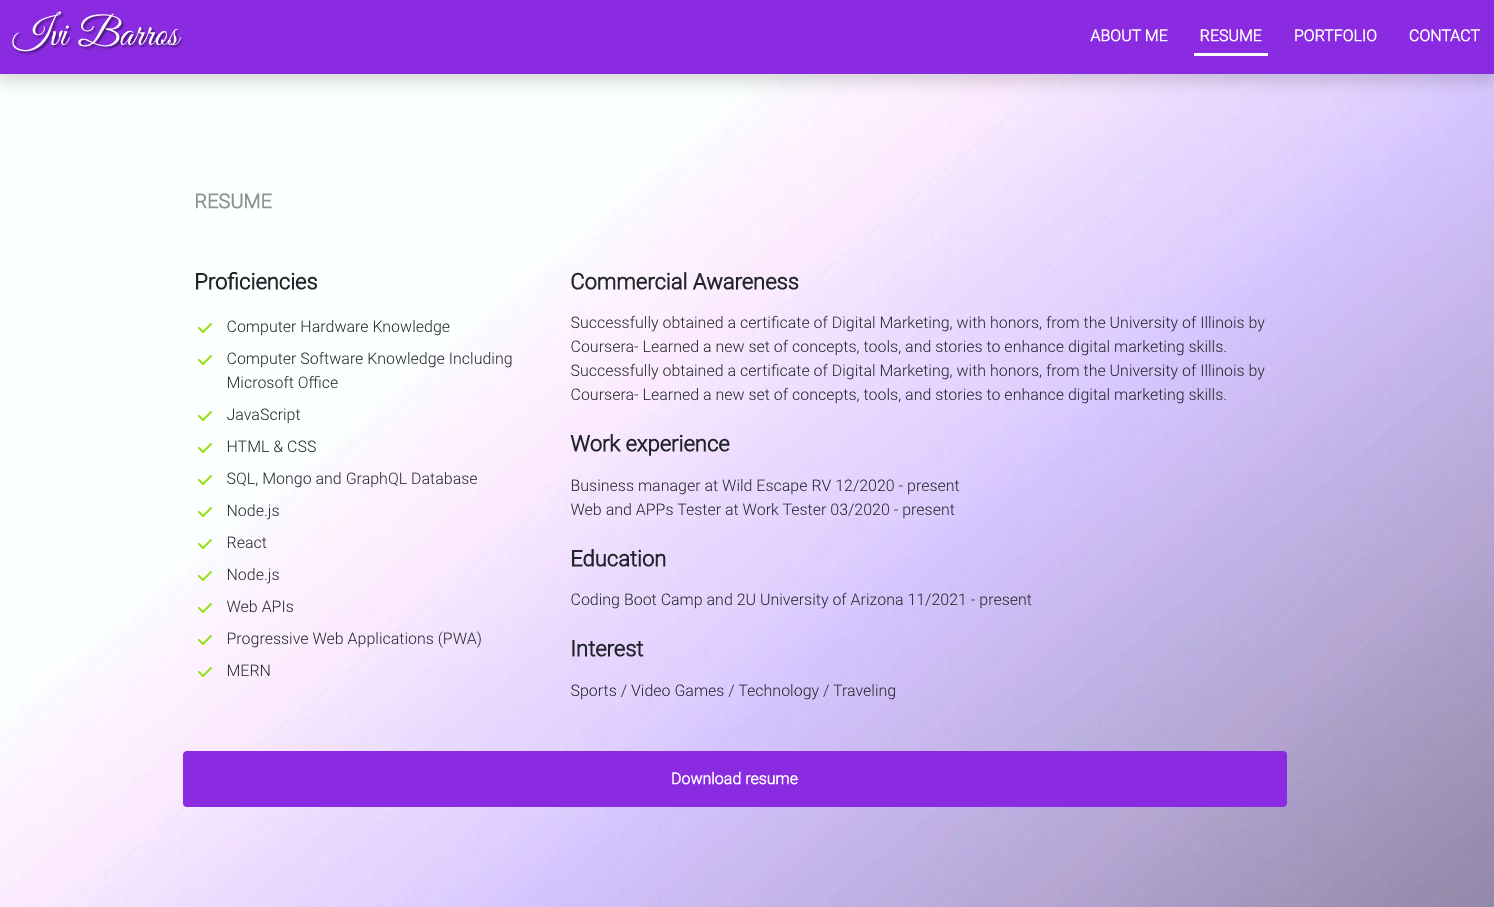 Ivi Barros
ABOUT ME
RESUME
PORTFOLIO
CONTACT
RESUME
Proficiencies
Computer Hardware Knowledge
Computer Software Knowledge Including
Microsoft Office
JavaScript
HTML & CSS
SQL, Mongo and GraphQL Database
Node.js
React
Node.js
Web APIs
Progressive Web Applications (PWA)
MERN
Commercial Awareness
Successfully obtained a certificate of Digital Marketing, with honors, from the University of Illinois by
Coursera- Learned a new set of concepts, tools, and stories to enhance digital marketing skills.
Successfully obtained a certificate of Digital Marketing, with honors, from the University of Illinois by
Coursera- Learned a new set of concepts, tools, and stories to enhance digital marketing skills.
Work experience
Business manager at Wild Escape RV 12/2020 - present
Web and APPs Tester at Work Tester 03/2020 - present
Education
Coding Boot Camp and 2U University of Arizona 11/2021 - present
Interest
Sports / Video Games / Technology / Traveling
Download resume